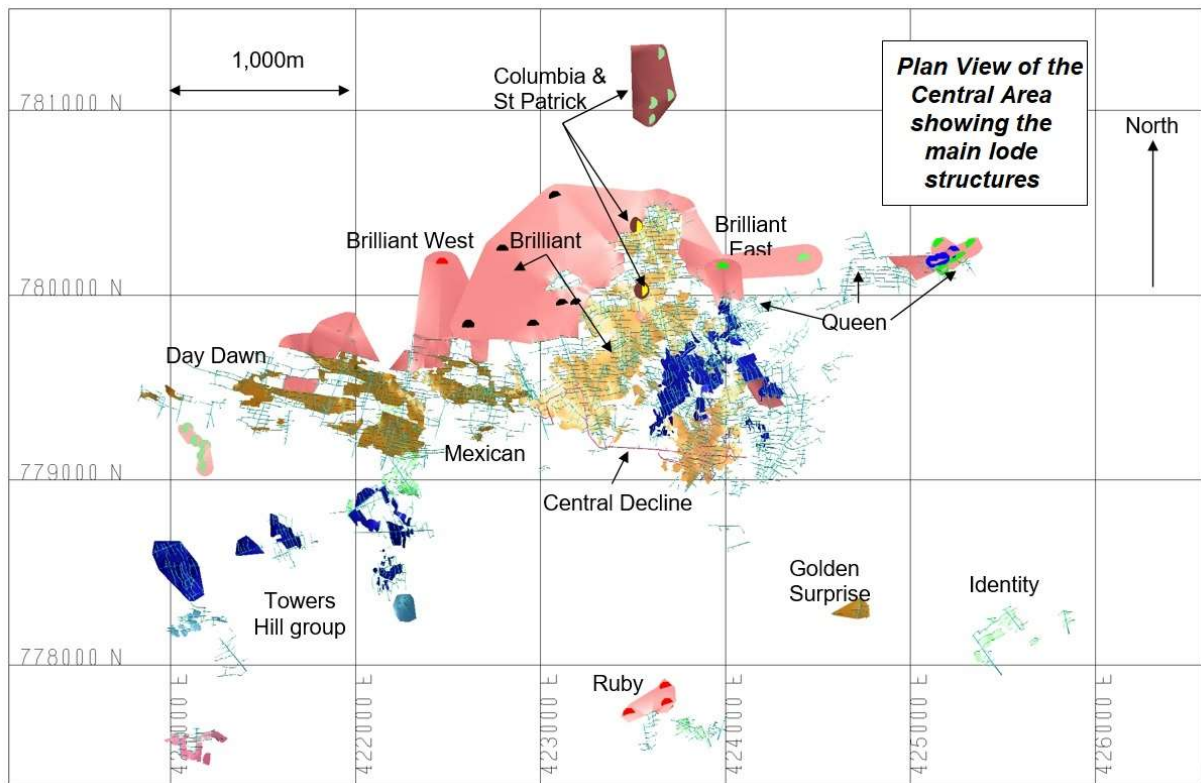 1,000m
Columbia &
St Patrick
Plan View of the
Central Area
showing the
main lode
structures
781000 N
North
Brilliant West
Brilliant
Brilliant
East
780000 N
Queen
Day Dawn
Mexican
779000 N
Central Decline
Golden
Surprise
Identity
Towers
Hill group
778000 N
Ruby
422000 E
423000 E
424000 E
425000 E
426000 E